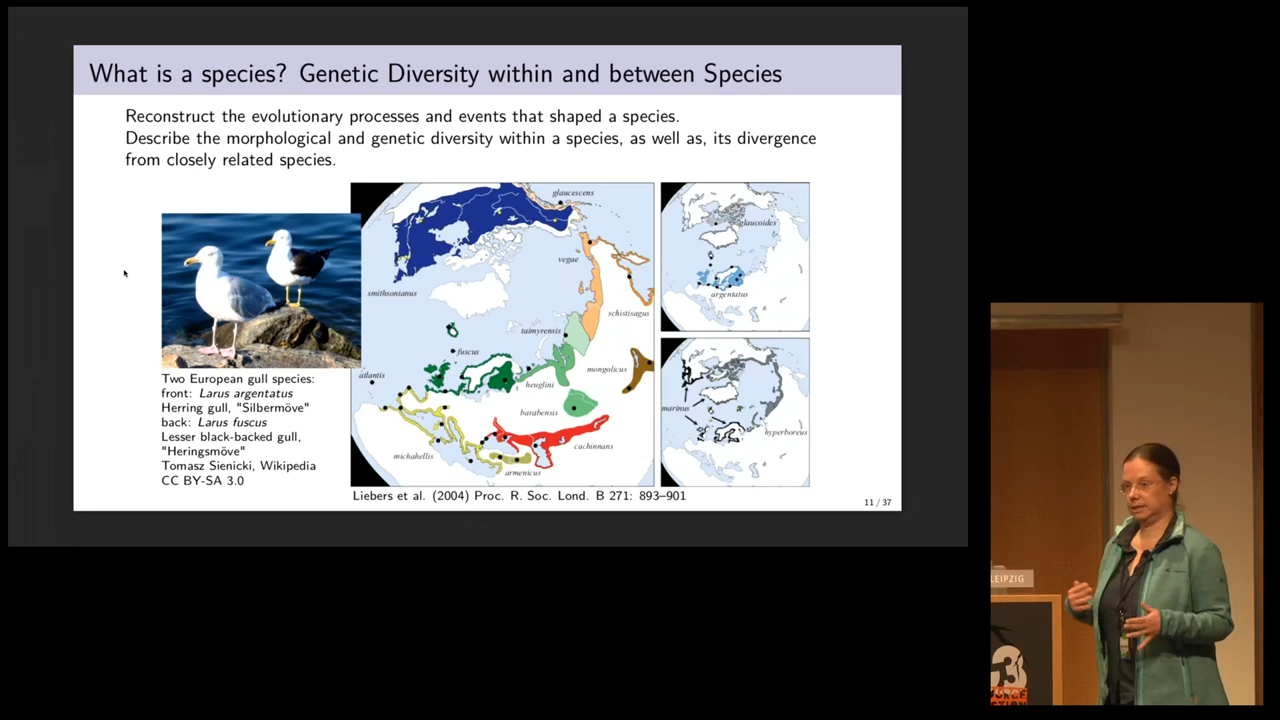 What is a species? Genetic Diversity within and between Species
Reconstruct the evolutionary processes and events that shaped a species.
Describe the morphological and genetic diversity within a species, as well as, its divergence
from closely related species.
glaucescens
vegae
smithsonianus
schistisagus
taimyrensis
fuscus
mongolicus
atlantis
heuglini
barabensis
cachinnans
michahellis
armenicus
glaucoides
argentatus
marinus
hyperboreus
Two European gull species:
front: Larus argentatus
Herring gull, "Silbermöve"
back: Larus fuscus
Lesser black-backed gull,
"Heringsmöve"
Tomasz Sienicki, Wikipedia
CC BY-SA 3.0
Liebers et al. (2004) Proc. R. Soc. Lond. B 271: 893–901
11 / 37
LEIPZIG